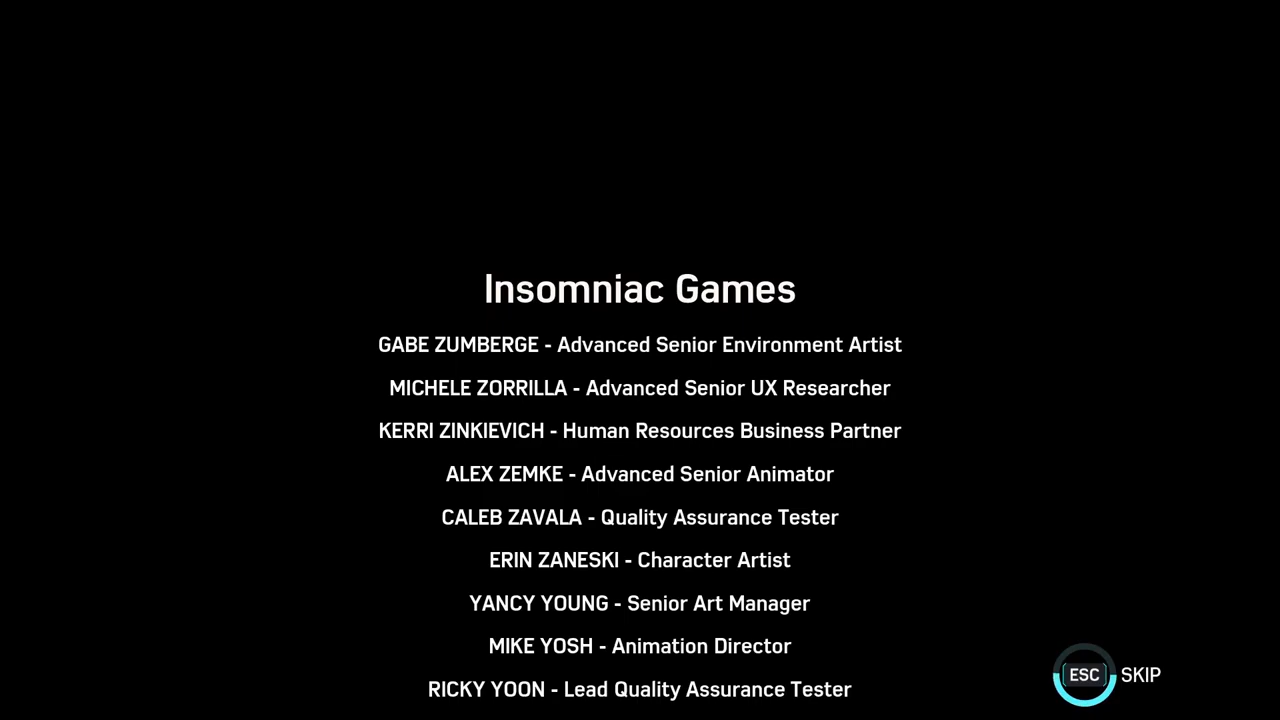 Insomniac Games
GABE ZUMBERGE - Advanced Senior Environment Artist
MICHELE ZORRILLA - Advanced Senior UX Researcher
KERRI ZINKIEVICH - Human Resources Business Partner
ALEX ZEMKE - Advanced Senior Animator
CALEB ZAVALA - Quality Assurance Tester
ERIN ZANESKI - Character Artist
YANCY YOUNG - Senior Art Manager
MIKE YOSH - Animation Director
ESC SKIP
RICKY YOON - Lead Quality Assurance Tester